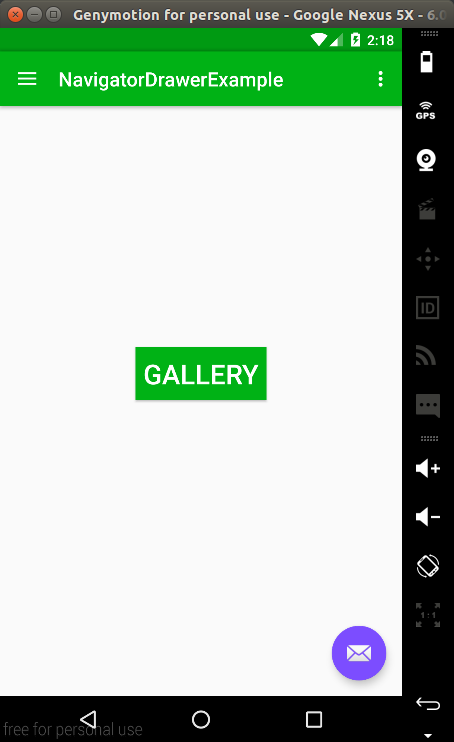 Genymotion for personal use - Google Nexus 5X - 6.0
2:18
NavigatorDrawerExample
GPS
ID
GALLERY
1:1
free for personal use